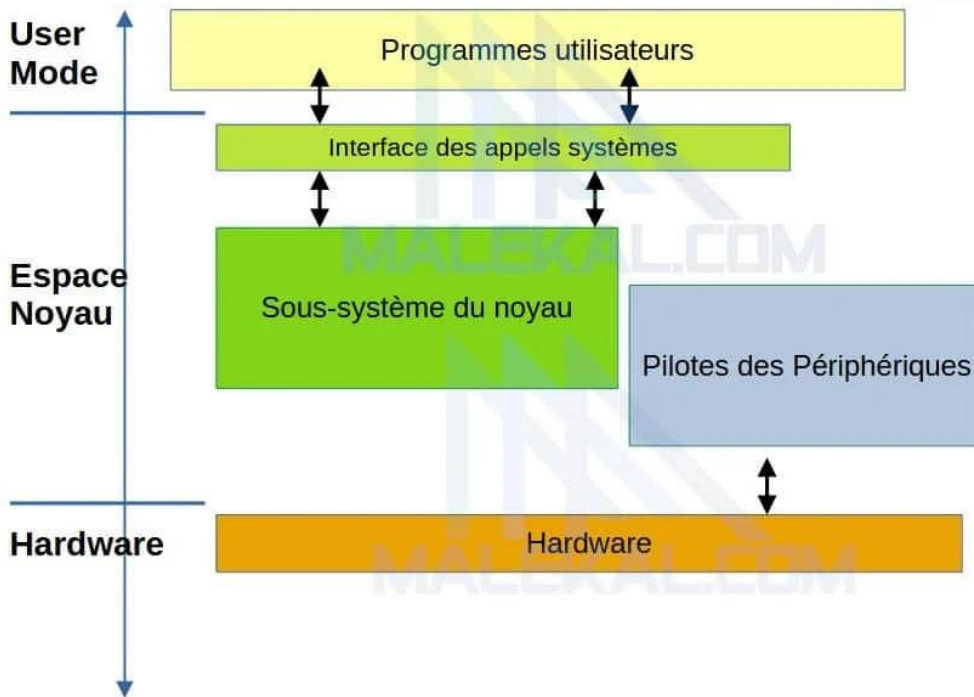 User
Mode
Programmes utilisateurs
Interface des appels systèmes
MALEKAL.COM
Espace
Noyau
Sous-système du noyau
Pilotes des Périphériques
Hardware
Hardware
MALEKAL.COM